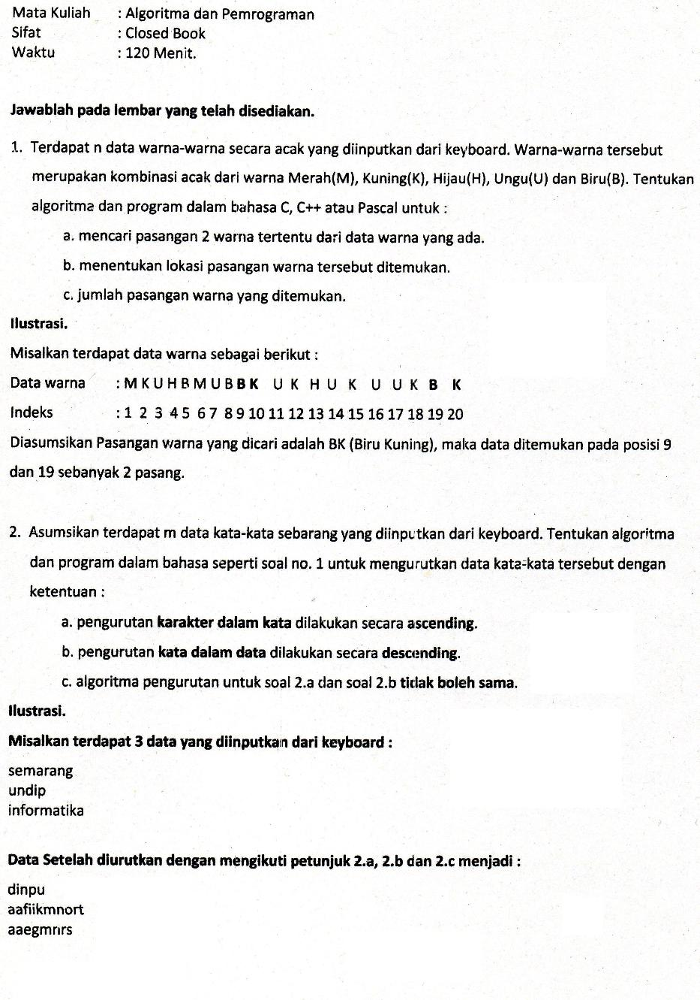 Mata Kuliah : Algoritma dan Pemrograman
Sifat : Closed Book
Waktu : 120 Menit.
Jawablah pada lembar yang telah disediakan.
1. Terdapat n data warna-warna secara acak yang diinputkan dari keyboard. Warna-warna tersebut
merupakan kombinasi acak dari warna Merah(M), Kuning(K), Hijau(H), Ungu(U) dan Biru(B). Tentukan
algoritma dan program dalam bahasa C, C++ atau Pascal untuk :
a. mencari pasangan 2 warna tertentu dari data warna yang ada.
b. menentukan lokasi pasangan warna tersebut ditemukan.
c. jumlah pasangan warna yang ditemukan.
Ilustrasi.
Misalkan terdapat data warna sebagai berikut :
Data warna : M K U H B M U B B K U K H U K U U K B K
Indeks : 1 2 3 4 5 6 7 8 9 10 11 12 13 14 15 16 17 18 19 20
Diasumsikan Pasangan warna yang dicari adalah BK (Biru Kuning), maka data ditemukan pada posisi 9
dan 19 sebanyak 2 pasang.
2. Asumsikan terdapat m data kata-kata sebarang yang diinputkan dari keyboard. Tentukan algoritma
dan program dalam bahasa seperti soal no. 1 untuk mengurutkan data kata-kata tersebut dengan
ketentuan :
a. pengurutan karakter dalam kata dilakukan secara ascending.
b. pengurutan kata dalam data dilakukan secara descending.
c. algoritma pengurutan untuk soal 2.a dan soal 2.b tidak boleh sama.
Ilustrasi.
Misalkan terdapat 3 data yang diinputkan dari keyboard :
semarang
undip
informatika
Data Setelah diurutkan dengan mengikuti petunjuk 2.a, 2.b dan 2.c menjadi :
dinpu
aafiikmnort
aaegmnrs